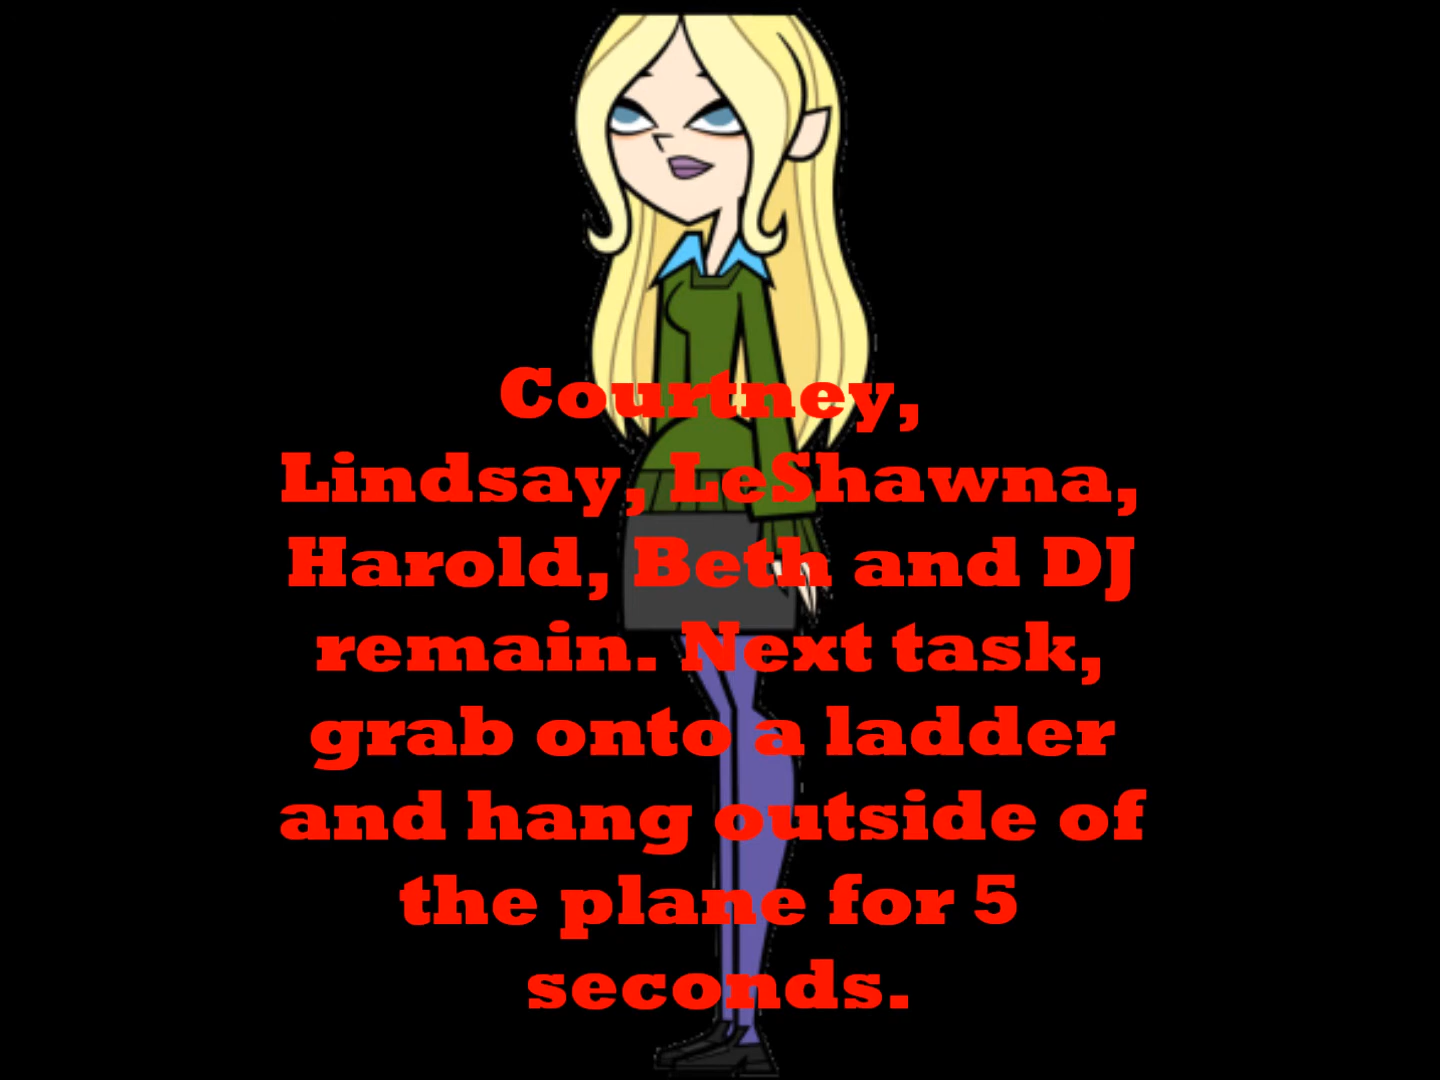 Courtney,
Lindsay, LeShawna,
Harold, Beth and DJ
remain. Next task,
grab onto a ladder
and hang outside of
the plane for 5
seconds.